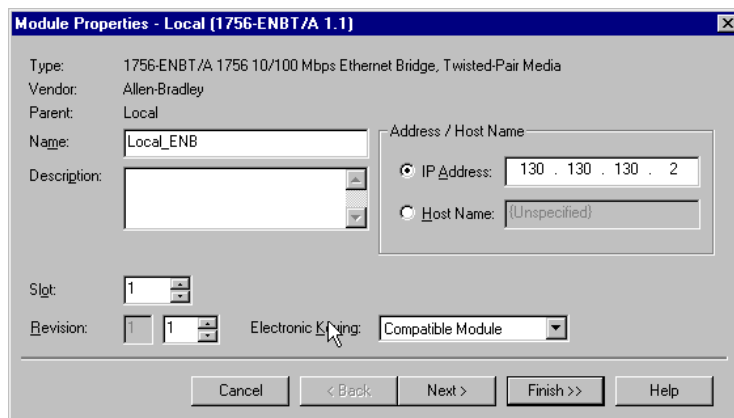 Module Properties - Local (1756-ENBT/A 1.1)
Type: 1756-ENBT/A 1756 10/100 Mbps Ethernet Bridge, Twisted-Pair Media
Vendor: Allen-Bradley
Parent: Local
Name: Local_ENB
Address / Host Name
Description:
IP Address: 130 . 130 . 130 . 2
Host Name: {Unspecified}
Slot: 1
Revision: 1 1 Electronic Keying: Compatible Module
Cancel < Back Next > Finish >> Help